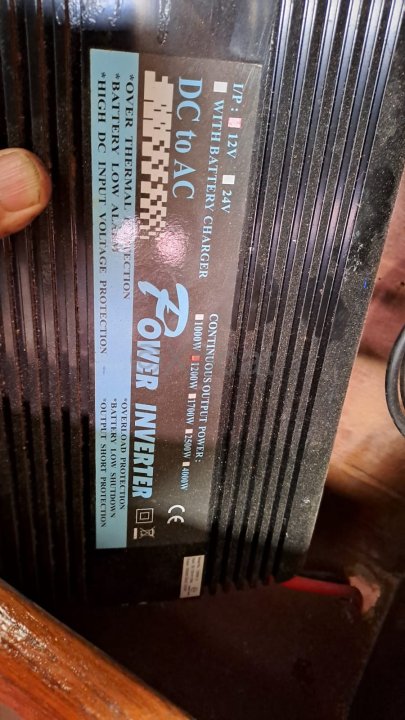 I/P : 12V 24V
WITH BATTERY CHARGER
DC to AC
CONTINUOUS OUTPUT POWER :
1000W 1200W 1700W 2500W 4000W
POWER INVERTER
CE
*OVER THERMAL PROTECTION
*BATTERY LOW ALARM
*HIGH DC INPUT VOLTAGE PROTECTION
*OVERLOAD PROTECTION
*BATTERY LOW SHUTDOWN
*OUTPUT SHORT PROTECTION